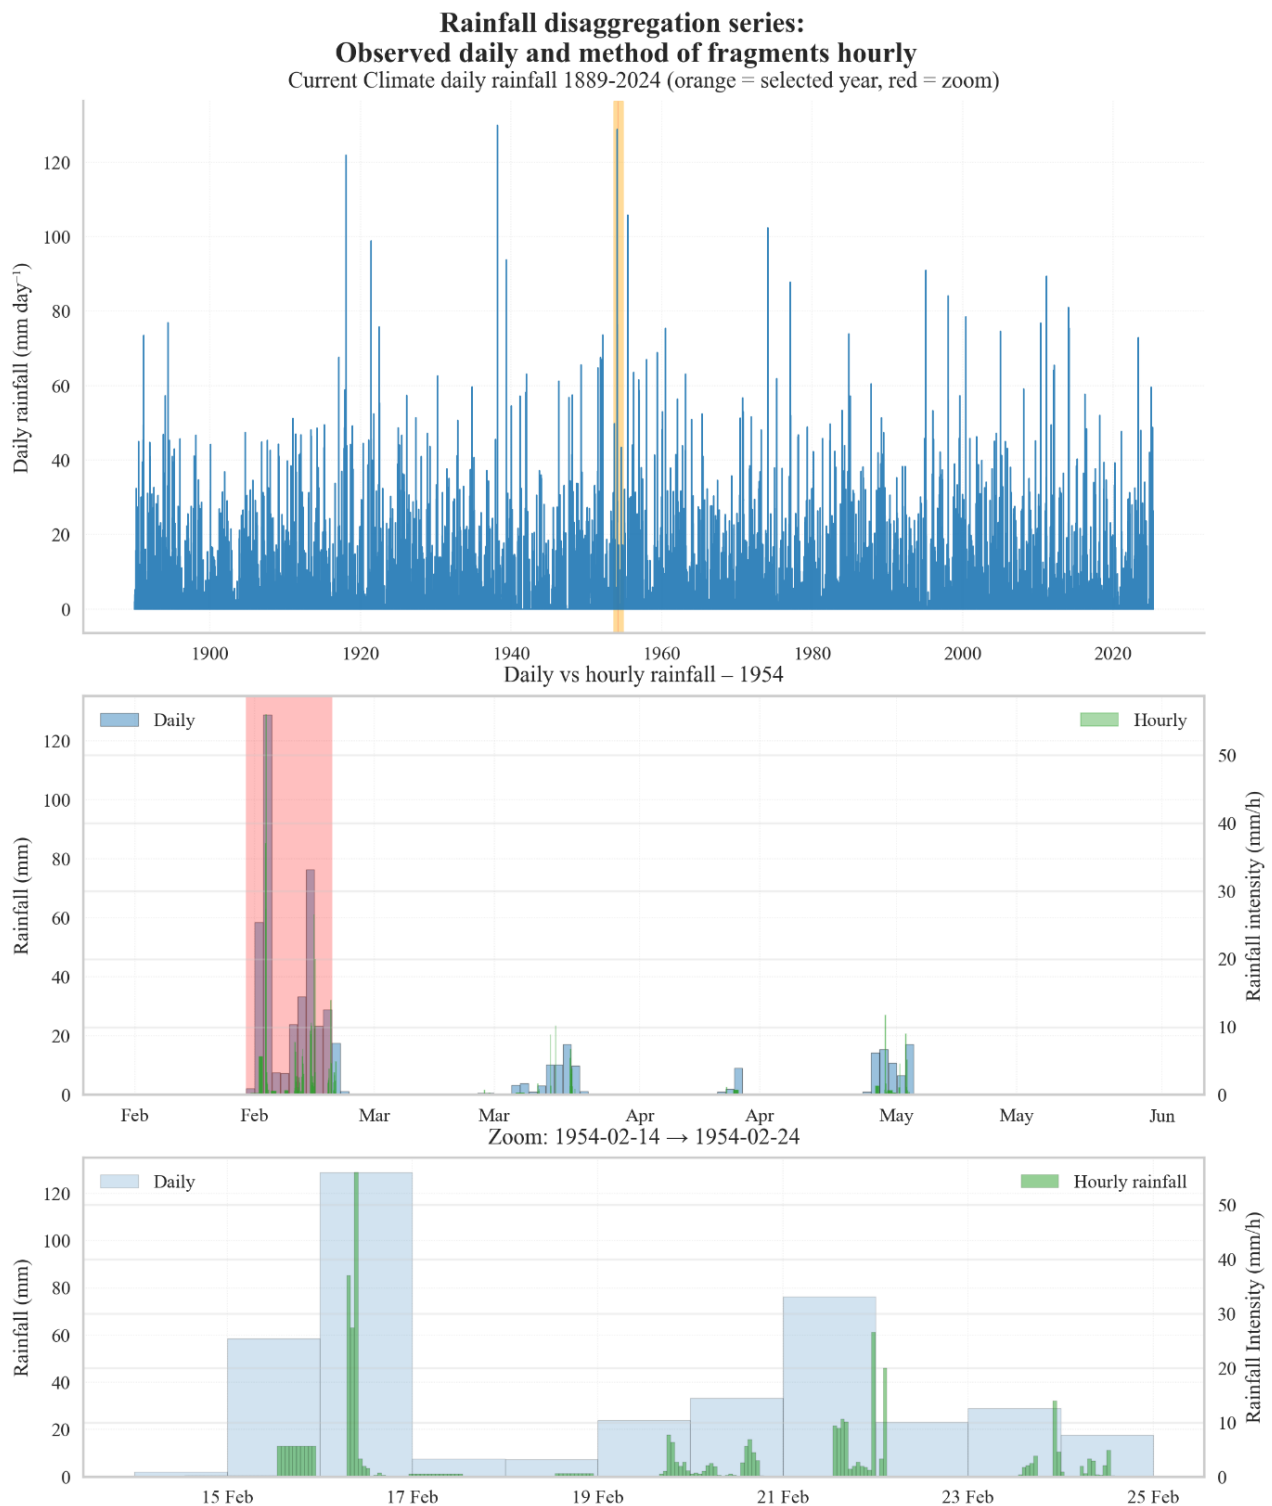 Rainfall disaggregation series:
Observed daily and method of fragments hourly
Current Climate daily rainfall 1889-2024 (orange = selected year, red = zoom)
Daily rainfall (mm day⁻¹)
120
100
80
60
40
20
0
1900 1920 1940 1960 1980 2000 2020
Daily vs hourly rainfall – 1954
Daily
Hourly
Rainfall (mm)
120
100
80
60
40
20
0
Rainfall intensity (mm/h)
50
40
30
20
10
0
Feb Feb Mar Mar Apr Apr May May Jun
Zoom: 1954-02-14 → 1954-02-24
Daily
Hourly rainfall
Rainfall (mm)
120
100
80
60
40
20
0
Rainfall Intensity (mm/h)
50
40
30
20
10
0
15 Feb 17 Feb 19 Feb 21 Feb 23 Feb 25 Feb